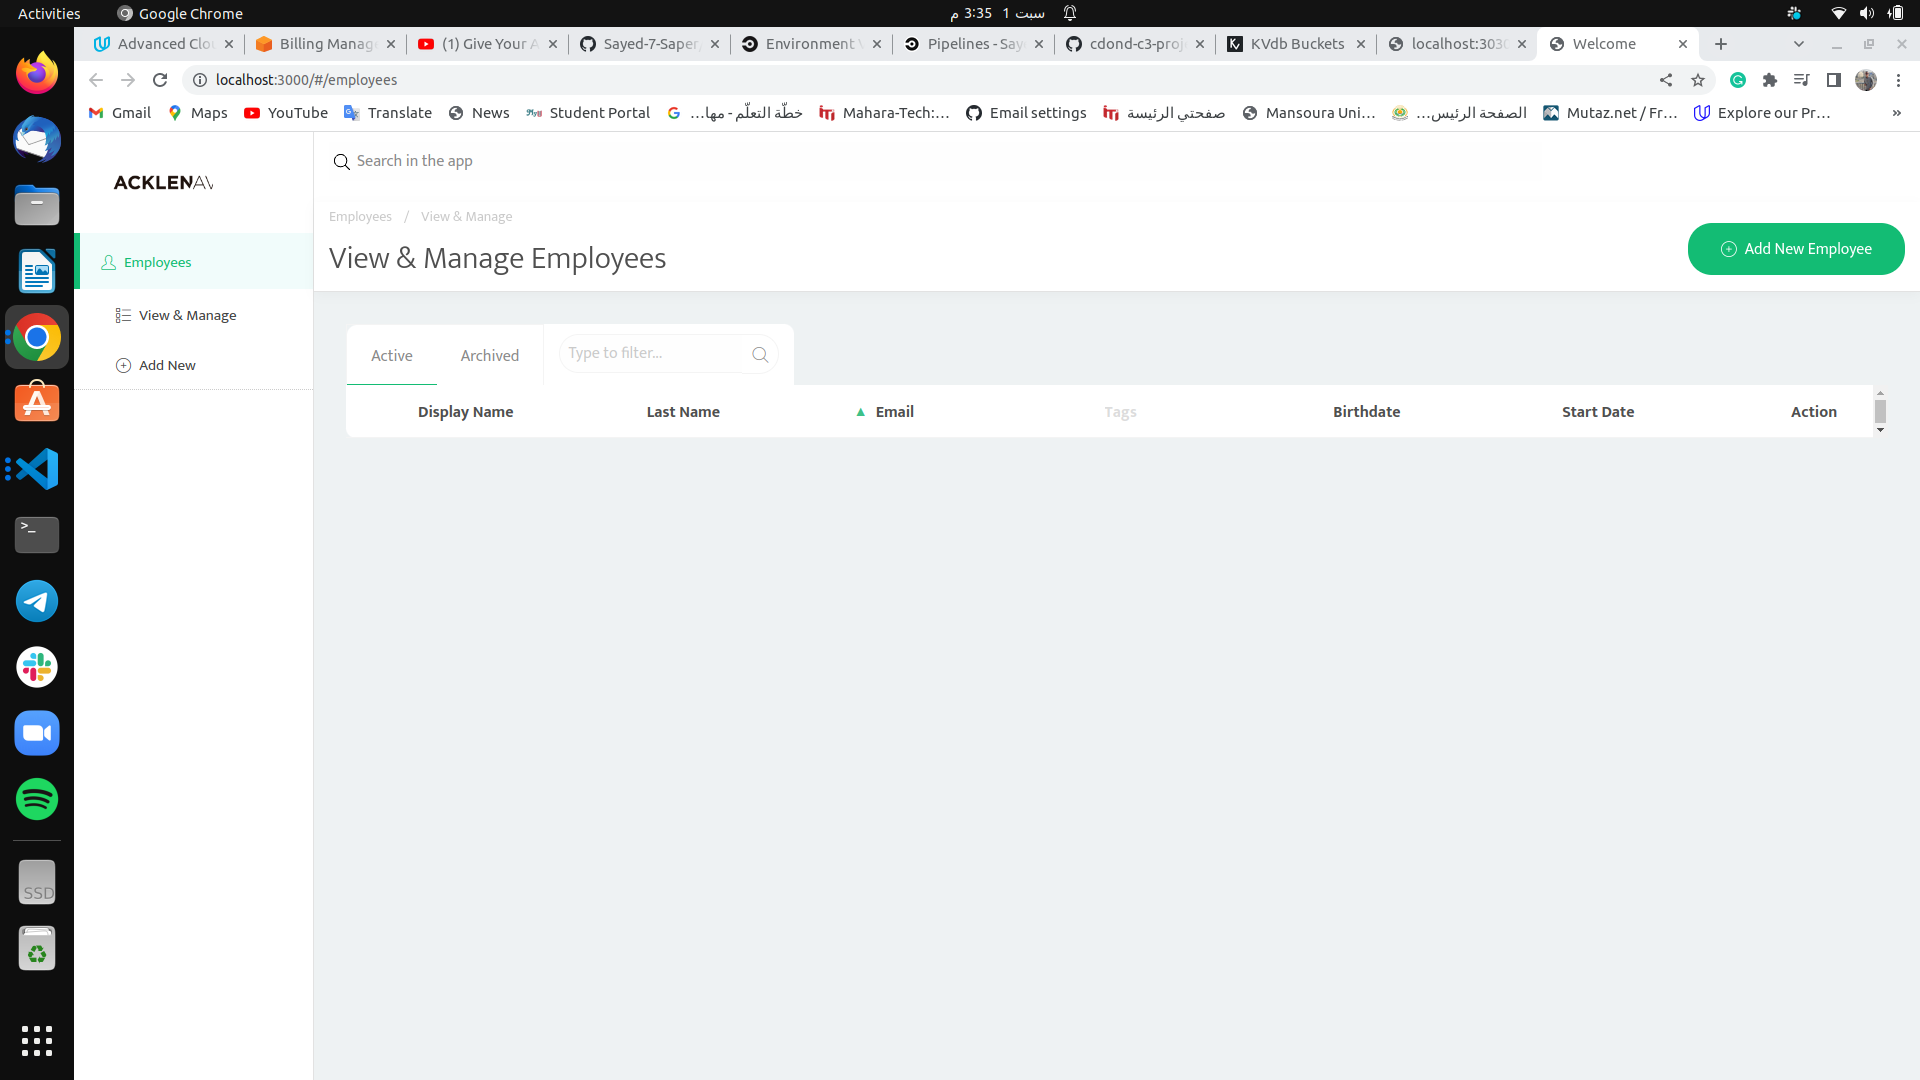 Activities
Google Chrome
سبت 1 3:35 م
Advanced Clo
Billing Manag
(1) Give Your A
Sayed-7-Saper
Environment V
Pipelines - Say
cdond-c3-proj
KVdb Buckets
localhost:3030
Welcome
localhost:3000/#/employees
Gmail
Maps
YouTube
Translate
News
Student Portal
خطّة التعلّم - مها...
Mahara-Tech:...
Email settings
صفحتي الرئيسة
Mansoura Uni...
الصفحة الرئيس...
Mutaz.net / Fr...
Explore our Pr...
»
ACKLENAV
Search in the app
Employees / View & Manage
View & Manage Employees
Add New Employee
Employees
View & Manage
Add New
Active
Archived
Type to filter...
Display Name
Last Name
Email
Tags
Birthdate
Start Date
Action
SSD